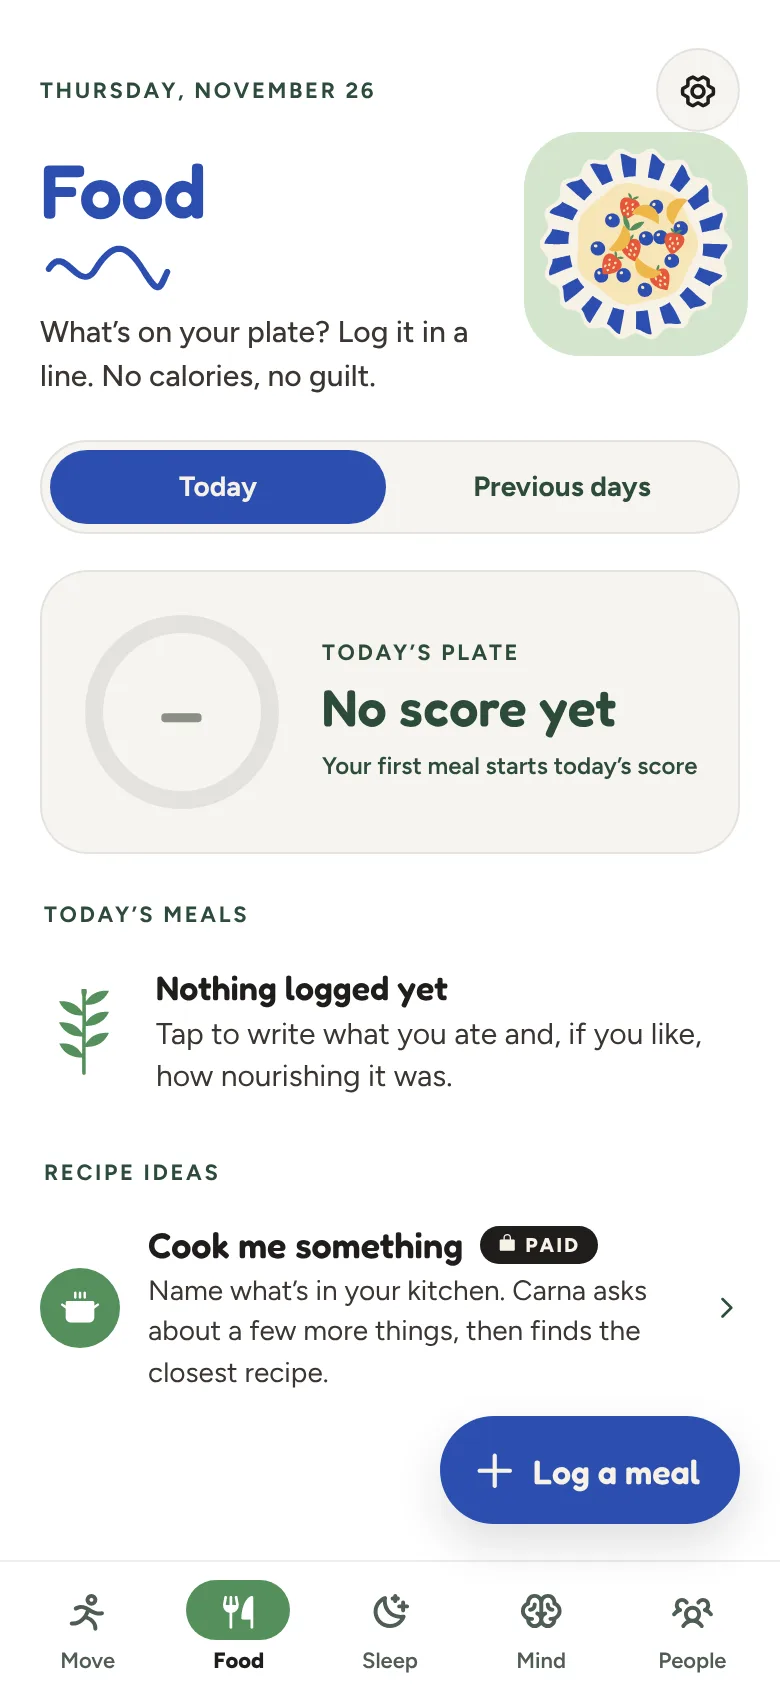 THURSDAY, NOVEMBER 26
Food
What’s on your plate? Log it in a
line. No calories, no guilt.
Today
Previous days
TODAY’S PLATE
No score yet
Your first meal starts today’s score
TODAY’S MEALS
Nothing logged yet
Tap to write what you ate and, if you like,
how nourishing it was.
RECIPE IDEAS
Cook me something
PAID
Name what’s in your kitchen. Carna asks
about a few more things, then finds the
closest recipe.
Log a meal
Move
Food
Sleep
Mind
People